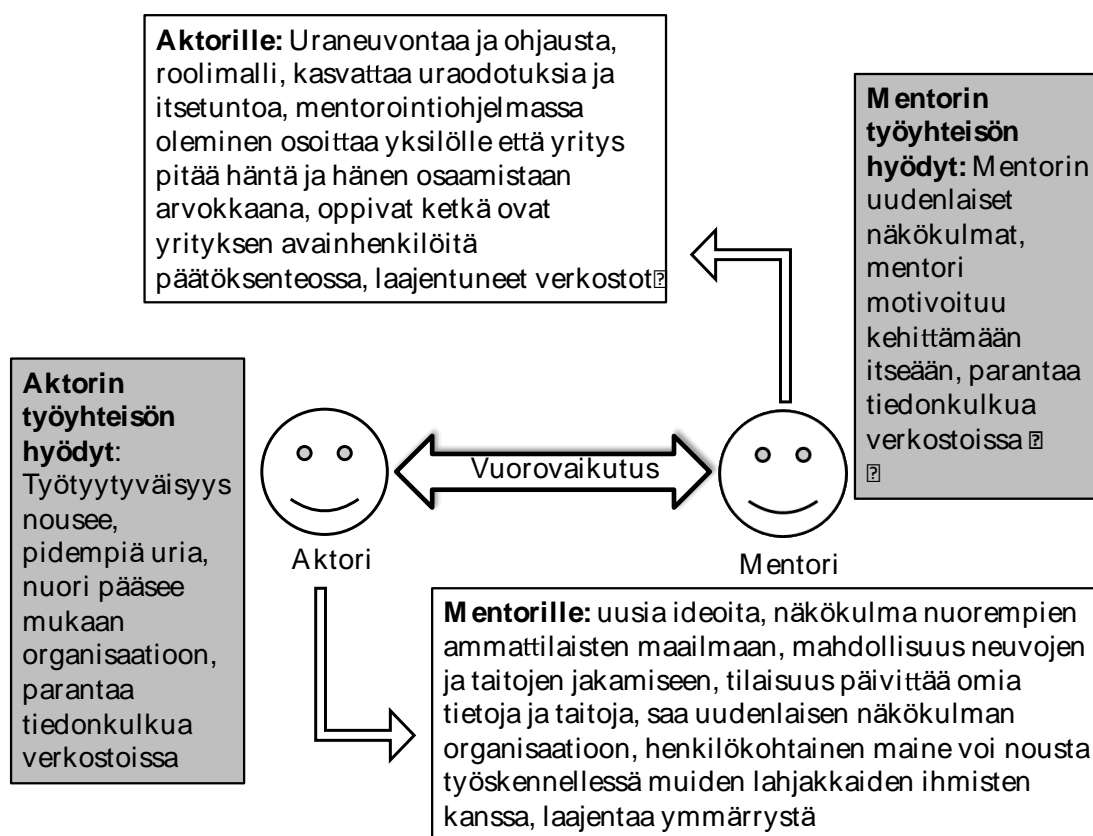 Aktorille: Uraneuvontaa ja ohjausta,
roolimalli, kasvattaa uraodotuksia ja
itsetuntoa, mentorointiohjelmassa
oleminen osoittaa yksilölle että yritys
pitää häntä ja hänen osaamistaan
arvokkaana, oppivat ketkä ovat
yrityksen avainhenkilöitä
päätöksenteossa, laajentuneet verkostot
Mentorin
työyhteisön
hyödyt: Mentorin
uudenlaiset
näkökulmat,
mentori
motivoituu
kehittämään
itseään, parantaa
tiedonkulkua
verkostoissa
Aktorin
työyhteisön
hyödyt:
Työtyytyväisyys
nousee,
pidempiä uria,
nuori pääsee
mukaan
organisaatioon,
parantaa
tiedonkulkua
verkostoissa
Vuorovaikutus
Aktori
Mentori
Mentorille: uusia ideoita, näkökulma nuorempien
ammattilaisten maailmaan, mahdollisuus neuvojen
ja taitojen jakamiseen, tilaisuus päivittää omia
tietoja ja taitoja, saa uudenlaisen näkökulman
organisaatioon, henkilökohtainen maine voi nousta
työskennellessä muiden lahjakkaiden ihmisten
kanssa, laajentaa ymmärrystä